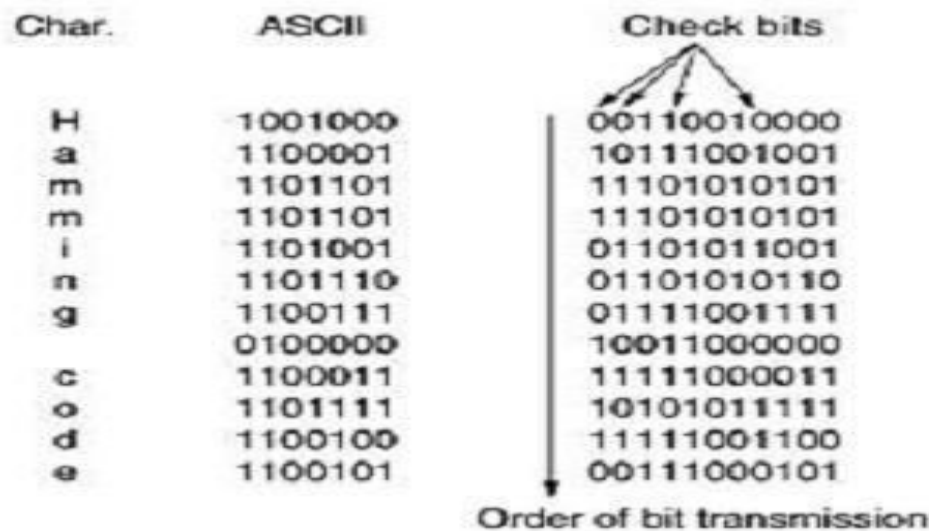 Char. ASCII Check bits
H 1001000 00110010000
a 1100001 10111001001
m 1101101 11101010101
m 1101101 11101010101
i 1101001 01101011001
n 1101110 01101010110
g 1100111 01111001111
0100000 10011000000
c 1100011 11111000011
o 1101111 10101011111
d 1100100 11111001100
e 1100101 00111000101
Order of bit transmission